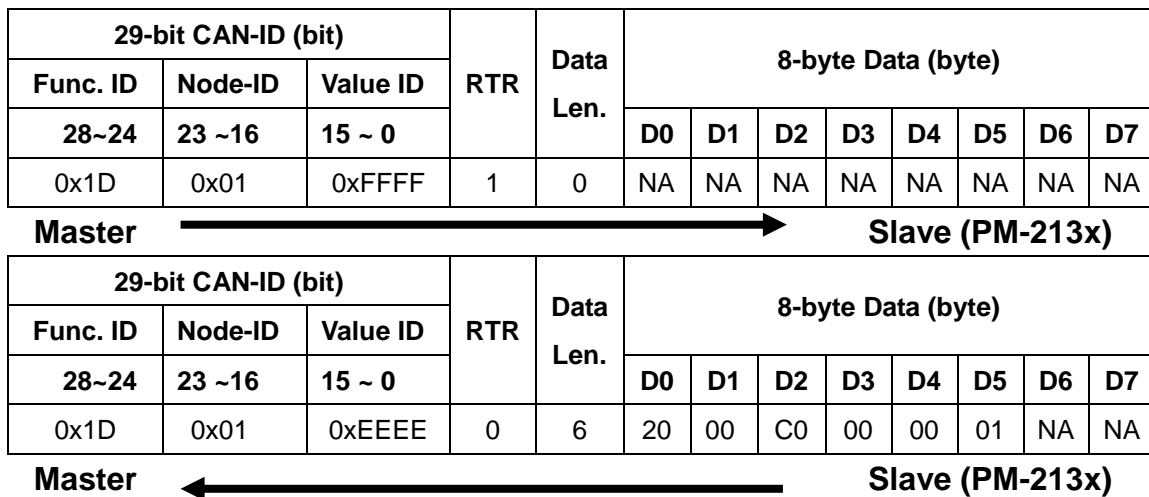 29-bit CAN-ID (bit) RTR Data Len. 8-byte Data (byte)
Func. ID Node-ID Value ID
28~24 23 ~16 15 ~ 0 D0 D1 D2 D3 D4 D5 D6 D7
0x1D 0x01 0xFFFF 1 0 NA NA NA NA NA NA NA NA
Master Slave (PM-213x)
29-bit CAN-ID (bit) RTR Data Len. 8-byte Data (byte)
Func. ID Node-ID Value ID
28~24 23 ~16 15 ~ 0 D0 D1 D2 D3 D4 D5 D6 D7
0x1D 0x01 0xEEEE 0 6 20 00 C0 00 00 01 NA NA
Master Slave (PM-213x)